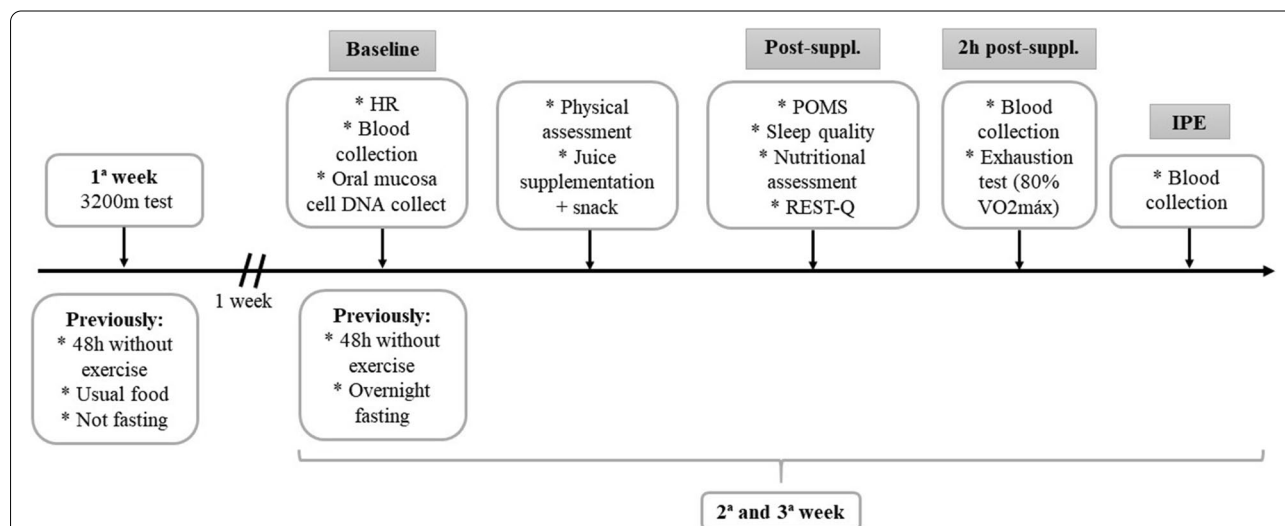 Baseline
* HR
* Blood
collection
* Oral mucosa
cell DNA collect
* Physical
assessment
* Juice
supplementation
+ snack
Post-suppl.
* POMS
* Sleep quality
* Nutritional
assessment
* REST-Q
2h post-suppl.
* Blood
collection
* Exhaustion
test (80%
VO2máx)
IPE
* Blood
collection
1ª week
3200m test
1 week
Previously:
* 48h without
exercise
* Usual food
* Not fasting
Previously:
* 48h without
exercise
* Overnight
fasting
2ª and 3ª week